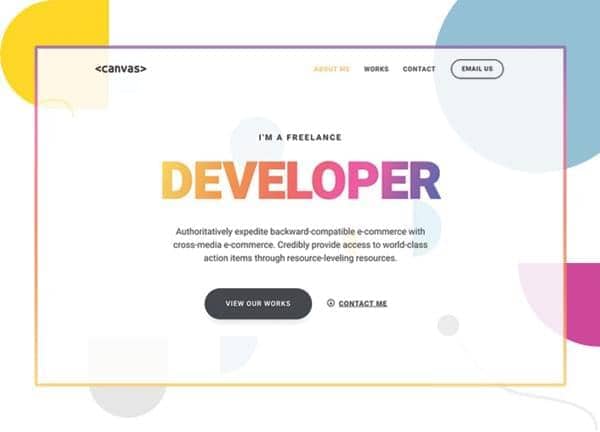 <canvas>
ABOUT ME WORKS CONTACT EMAIL US
I'M A FREELANCE
DEVELOPER
Authoritatively expedite backward-compatible e-commerce with
cross-media e-commerce. Credibly provide access to world-class
action items through resource-leveling resources.
VIEW OUR WORKS CONTACT ME